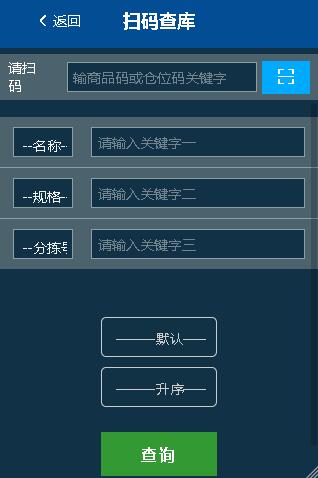 返回 扫码查库
请扫
码 输商品码或仓位码关键字
--名称-- 请输入关键字一
--规格-- 请输入关键字二
--分拣 请输入关键字三
———默认——
———升序——
查询